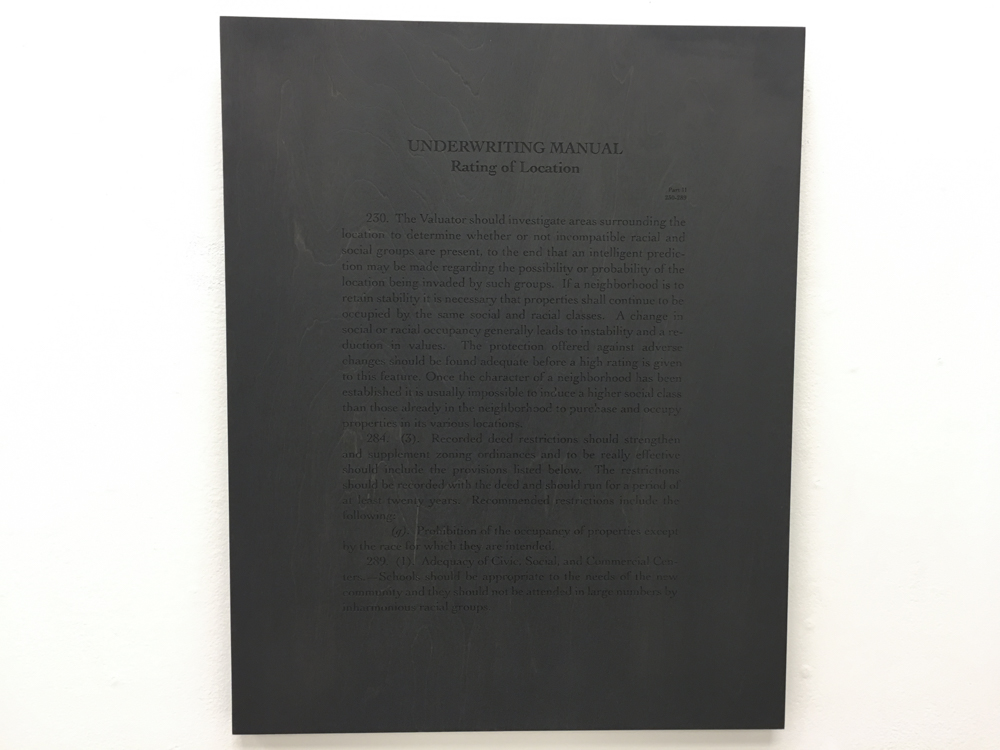 UNDERWRITING MANUAL
Rating of Location
Part II
230. The Valuator should investigate areas surrounding the
location to determine whether or not incompatible racial and
social groups are present, to the end that an intelligent predic-
tion may be made regarding the possibility or probability of the
location being invaded by such groups. If a neighborhood is to
retain stability it is necessary that properties shall continue to be
occupied by the same social and racial classes. A change in
social or racial occupancy generally leads to instability and a re-
duction in values. The protection offered against adverse
changes should be found adequate before a high rating is given
to this feature. Once the character of a neighborhood has been
established it is usually impossible to induce a higher social class
than those already in the neighborhood to purchase and occupy
properties in its various locations.
284. (3). Recorded deed restrictions should strengthen
and supplement zoning ordinances and to be really effective
should include the provisions listed below. The restrictions
should be recorded with the deed and should run for a period of
at least twenty years. Recommended restrictions include the
following:
(g). Prohibition of the occupancy of properties except
by the race for which they are intended.
289. (1). Adequacy of Civic, Social, and Commercial Cen-
ters. - Schools should be appropriate to the needs of the new
community and they should not be attended in large numbers by
inharmonious racial groups.